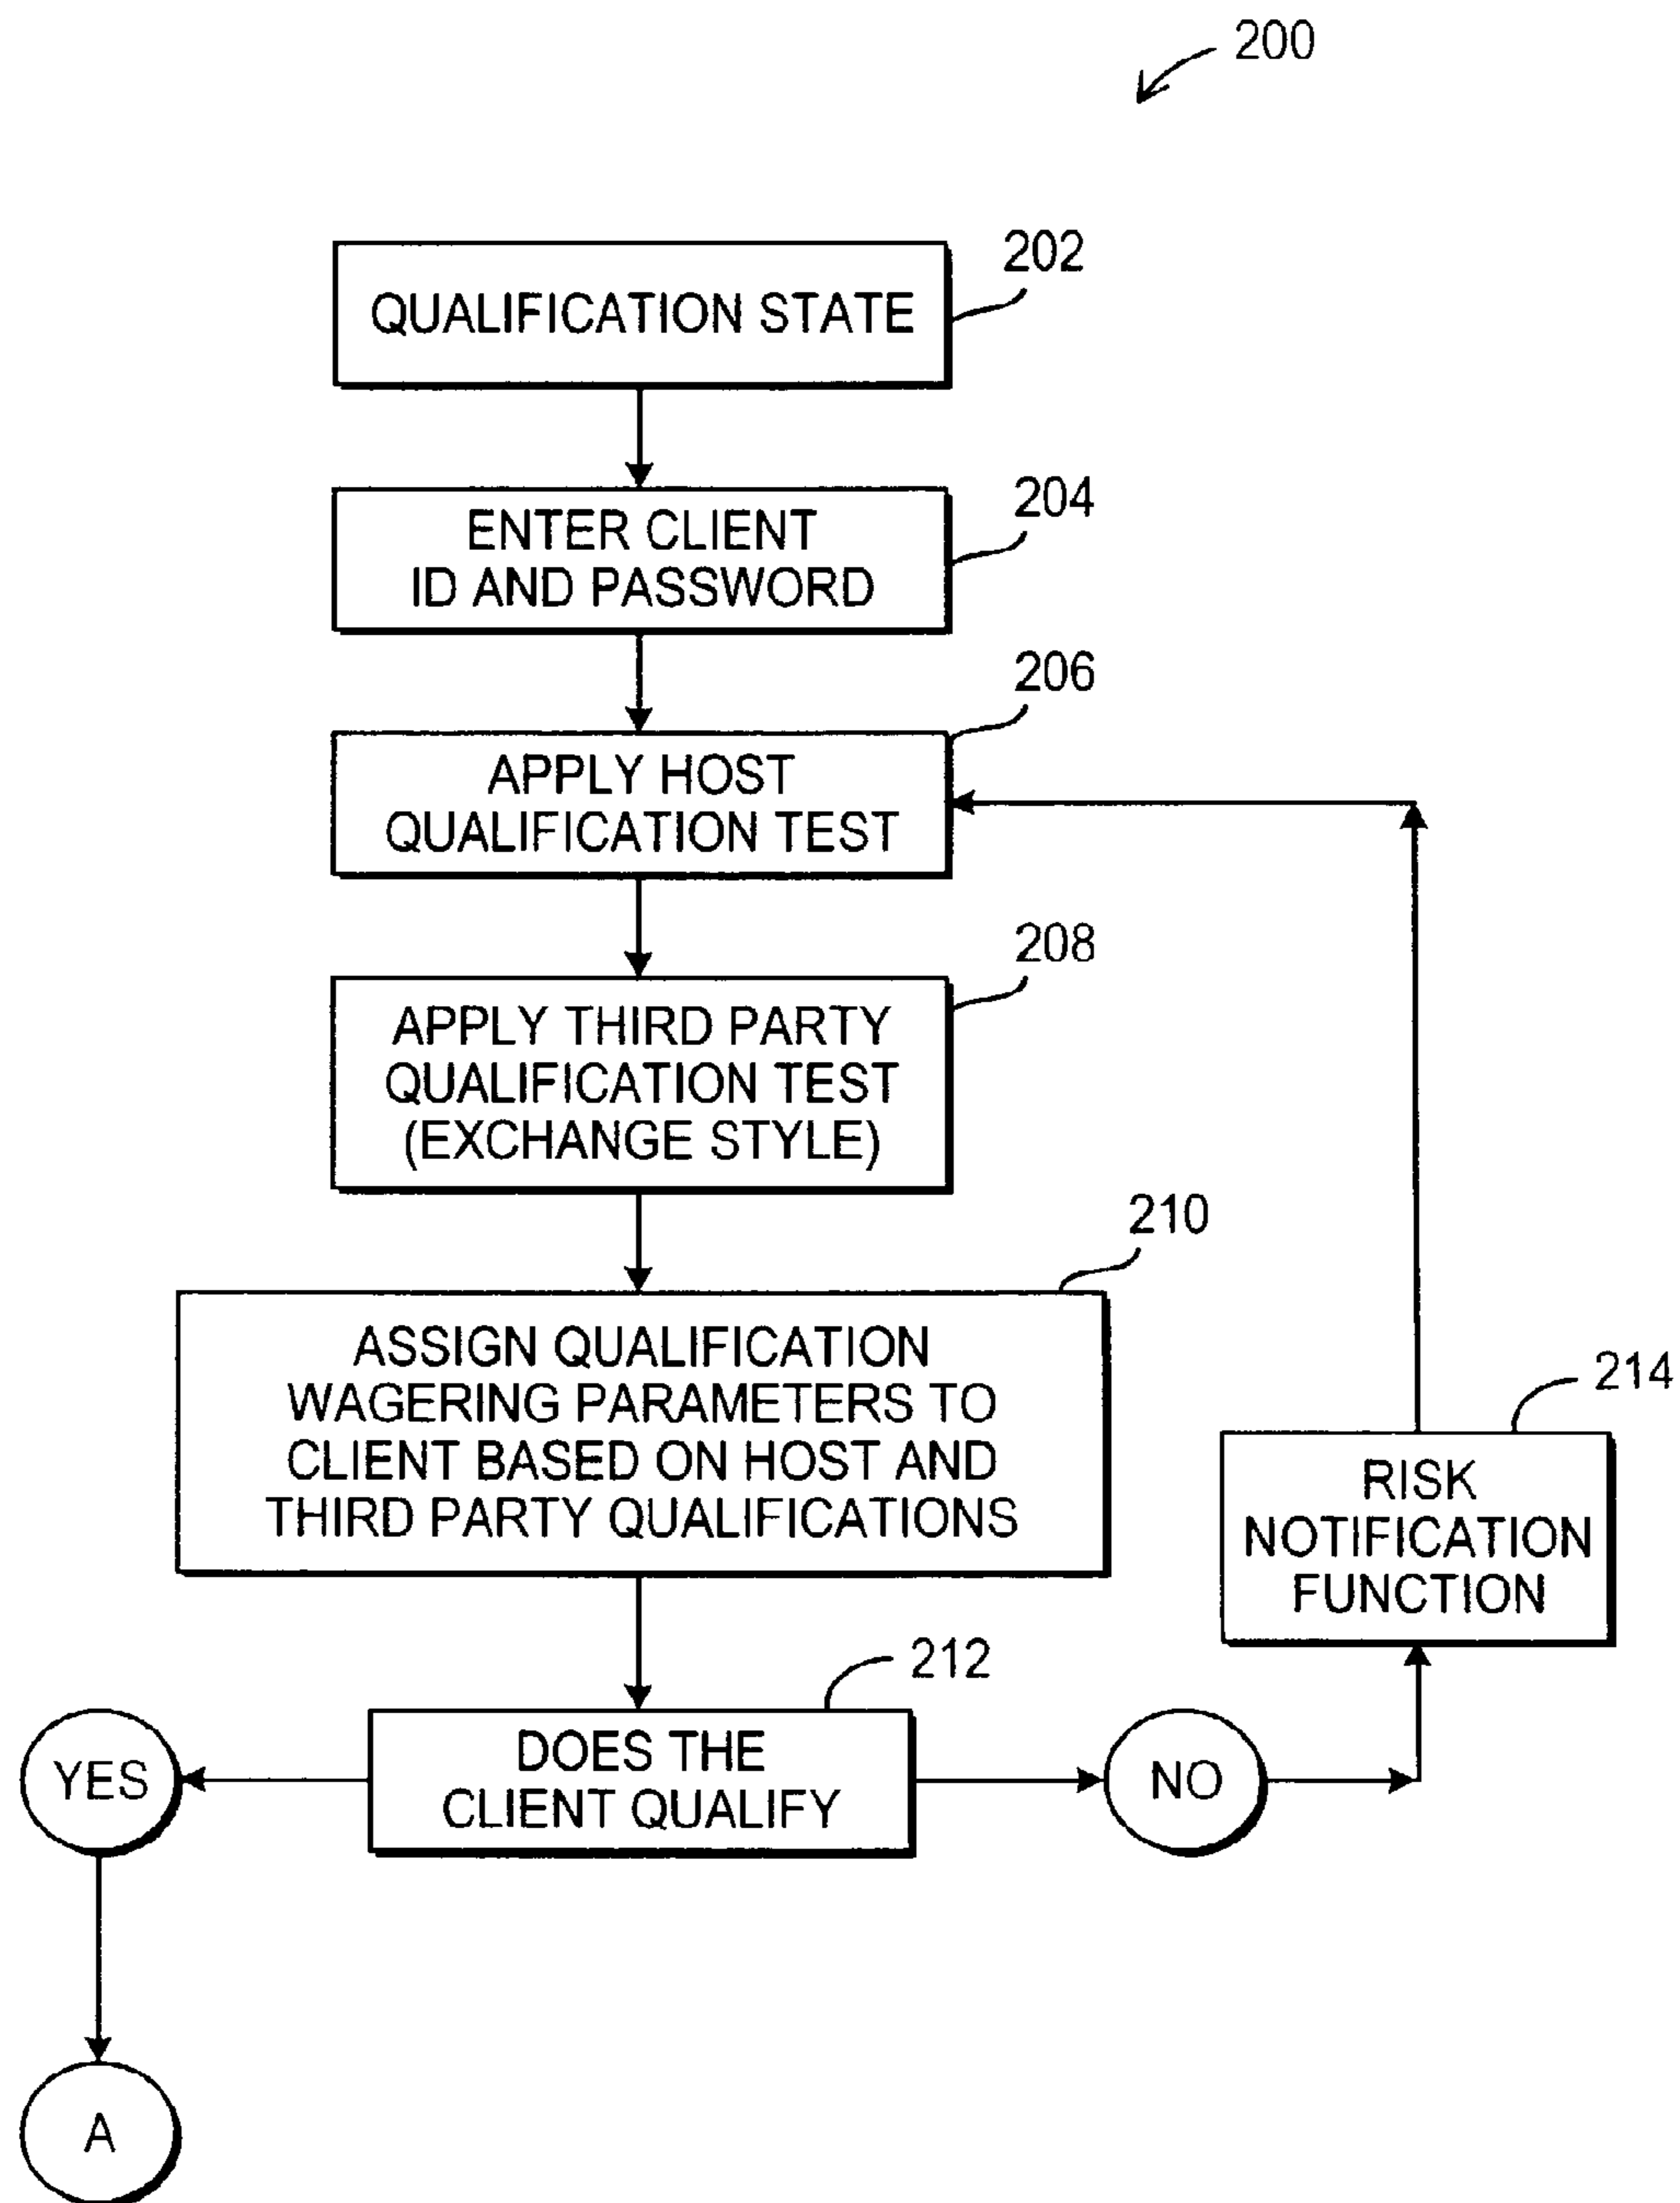 200
202
QUALIFICATION STATE
204
ENTER CLIENT
ID AND PASSWORD
206
APPLY HOST
QUALIFICATION TEST
208
APPLY THIRD PARTY
QUALIFICATION TEST
(EXCHANGE STYLE)
210
ASSIGN QUALIFICATION
WAGERING PARAMETERS TO
CLIENT BASED ON HOST AND
THIRD PARTY QUALIFICATIONS
214
RISK
NOTIFICATION
FUNCTION
212
DOES THE
CLIENT QUALIFY
YES
NO
A